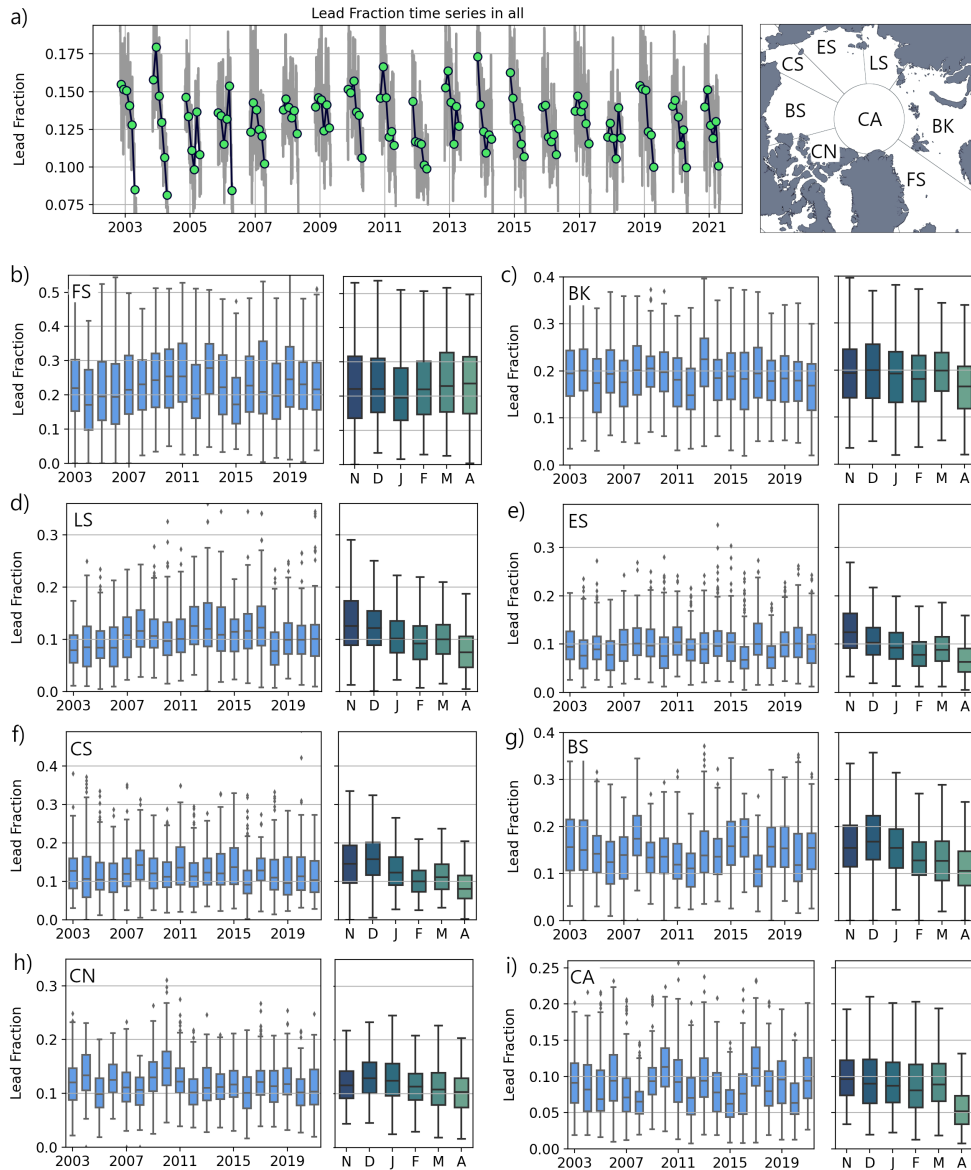 a)
Lead Fraction time series in all
Lead Fraction
0.175
0.150
0.125
0.100
0.075
2003 2005 2007 2009 2011 2013 2015 2017 2019 2021
ES
CS
LS
BS
CA
BK
CN
FS
b)
FS
Lead Fraction
0.5
0.4
0.3
0.2
0.1
0.0
2003 2007 2011 2015 2019
N D J F M A
c)
BK
Lead Fraction
0.4
0.3
0.2
0.1
0.0
2003 2007 2011 2015 2019
N D J F M A
d)
LS
Lead Fraction
0.3
0.2
0.1
0.0
2003 2007 2011 2015 2019
N D J F M A
e)
ES
Lead Fraction
0.3
0.2
0.1
0.0
2003 2007 2011 2015 2019
N D J F M A
f)
CS
Lead Fraction
0.4
0.3
0.2
0.1
0.0
2003 2007 2011 2015 2019
N D J F M A
g)
BS
Lead Fraction
0.4
0.3
0.2
0.1
0.0
2003 2007 2011 2015 2019
N D J F M A
h)
CN
Lead Fraction
0.3
0.2
0.1
0.0
2003 2007 2011 2015 2019
N D J F M A
i)
CA
Lead Fraction
0.25
0.20
0.15
0.10
0.05
0.00
2003 2007 2011 2015 2019
N D J F M A